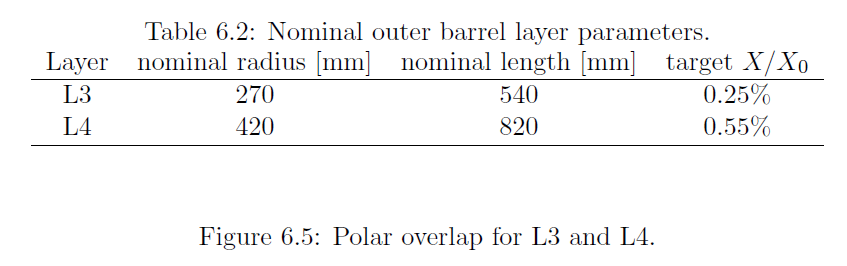 Table 6.2: Nominal outer barrel layer parameters.
Layer nominal radius [mm] nominal length [mm] target X/X0
L3 270 540 0.25%
L4 420 820 0.55%
Figure 6.5: Polar overlap for L3 and L4.